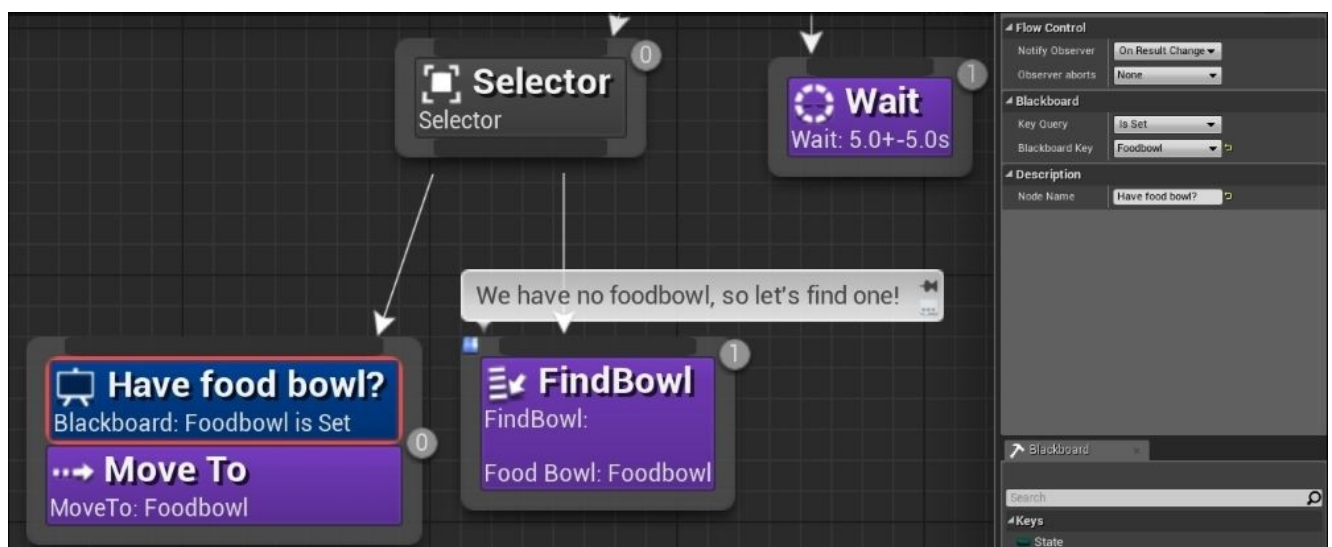 0
Selector
Selector
1
Wait
Wait: 5.0+-5.0s
We have no foodbowl, so let's find one!
Have food bowl?
Blackboard: Foodbowl is Set
0
Move To
MoveTo: Foodbowl
1
FindBowl
FindBowl:
Food Bowl: Foodbowl
Flow Control
Notify Observer On Result Change
Observer aborts None
Blackboard
Key Query Is Set
Blackboard Key Foodbowl
Description
Node Name Have food bowl?
Blackboard
Search
Keys
State